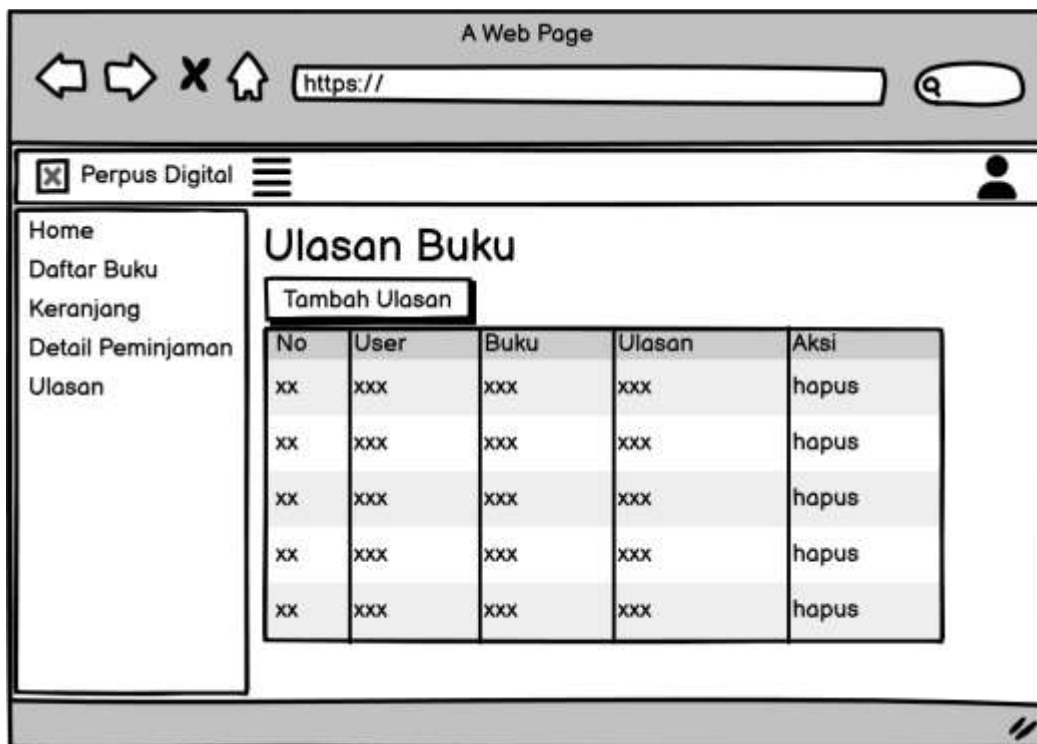 A Web Page
https://
Perpus Digital
Home
Daftar Buku
Keranjang
Detail Peminjaman
Ulasan
Ulasan Buku
Tambah Ulasan
No User Buku Ulasan Aksi
xx xxx xxx xxx hapus
xx xxx xxx xxx hapus
xx xxx xxx xxx hapus
xx xxx xxx xxx hapus
xx xxx xxx xxx hapus